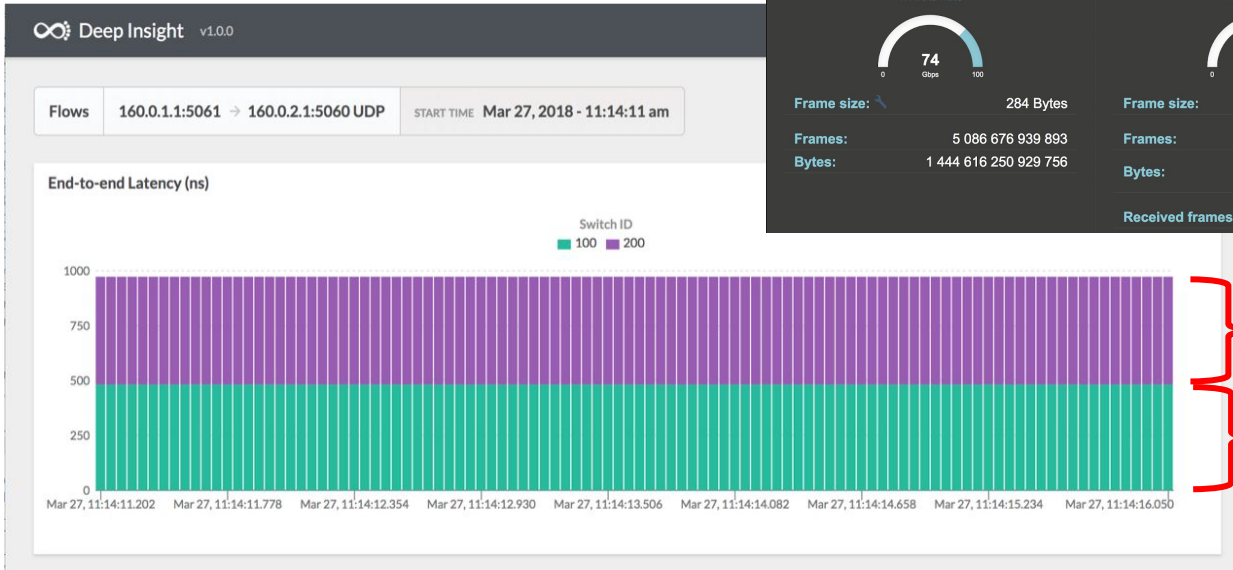 Deep Insight v1.0.0
Flows 160.0.1.1:5061 → 160.0.2.1:5060 UDP START TIME Mar 27, 2018 - 11:14:11 am
74
0 Gbps 100
0
Frame size: 284 Bytes
Frames: 5 086 676 939 893
Bytes: 1 444 616 250 929 756
Frame size:
Frames:
Bytes:
Received frames
End-to-end Latency (ns)
Switch ID
100 200
1000
750
500
250
0
Mar 27, 11:14:11.202 Mar 27, 11:14:11.778 Mar 27, 11:14:12.354 Mar 27, 11:14:12.930 Mar 27, 11:14:13.506 Mar 27, 11:14:14.082 Mar 27, 11:14:14.658 Mar 27, 11:14:15.234 Mar 27, 11:14:16.050